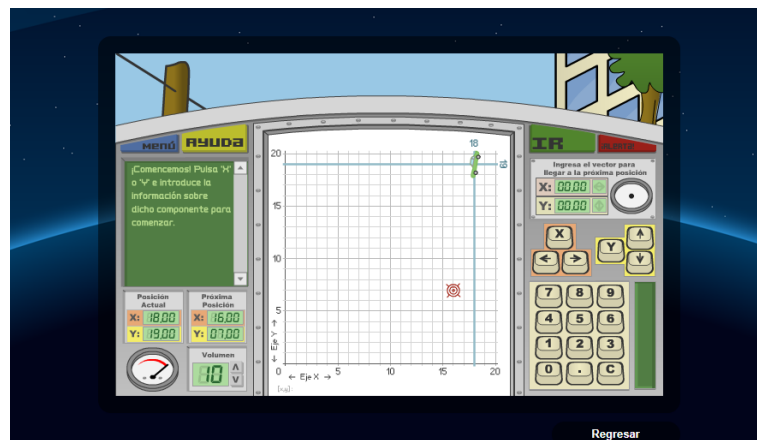 Menú
Ayuda
¡Comencemos! Pulsa 'X'
o 'Y' e introduce la
información sobre
dicho componente para
comenzar.
Posición
Actual
X: 18.00
Y: 19.00
Próxima
Posición
X: 16.00
Y: 07.00
Volumen
10
18
19
20
15
10
5
0
5
10
15
20
Eje Y
Eje X
(x,y)
IR
Ingresa el vector para
llegar a la próxima posición
X: 00.00
Y: 00.00
X
Y
7 8 9
4 5 6
1 2 3
0 . C
Regresar